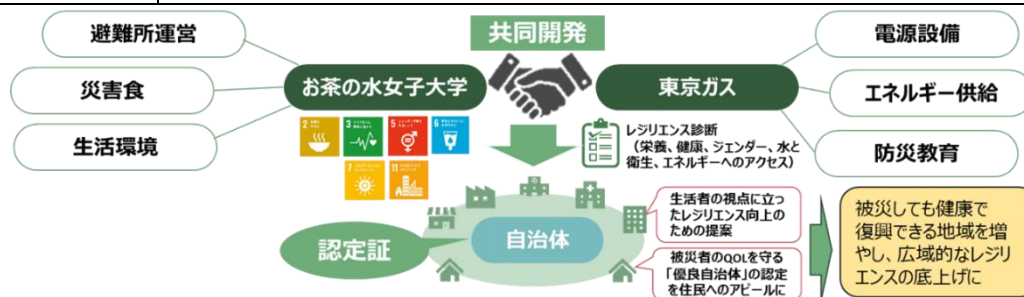 避難所運営
災害食
生活環境
お茶の水女子大学
共同開発
東京ガス
電源設備
エネルギー供給
防災教育
2
3
5
6
7
11
レジリエンス診断
（栄養、健康、ジェンダー、水と
衛生、エネルギーへのアクセス）
認定証
自治体
生活者の視点に立っ
たレジリエンス向上の
ための提案
被災者のQOLを守る
「優良自治体」の認定
を住民へのアピールに
被災しても健康で
復興できる地域を増
やし、広域的なレジリ
エンスの底上げに